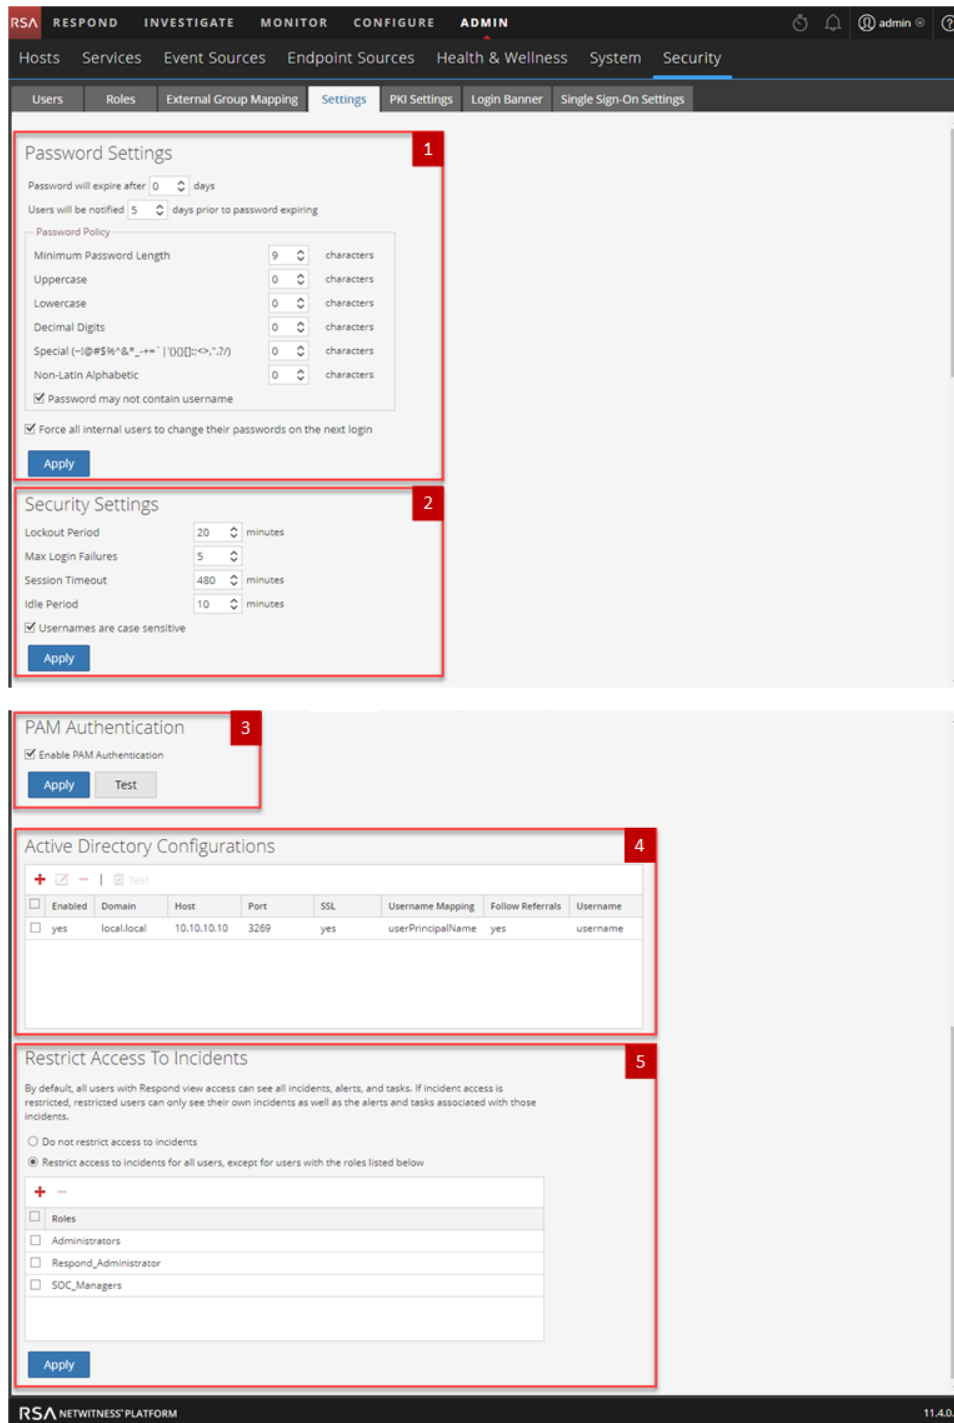 RSA RESPOND INVESTIGATE MONITOR CONFIGURE ADMIN admin
Hosts Services Event Sources Endpoint Sources Health & Wellness System Security
Users Roles External Group Mapping Settings PKI Settings Login Banner Single Sign-On Settings
Password Settings 1
Password will expire after 0 days
Users will be notified 5 days prior to password expiring
Password Policy
Minimum Password Length 9 characters
Uppercase 0 characters
Lowercase 0 characters
Decimal Digits 0 characters
Special 0 characters
Non-Latin Alphabetic 0 characters
Password may not contain username
Force all internal users to change their passwords on the next login
Apply
Security Settings 2
Lockout Period 20 minutes
Max Login Failures 5
Session Timeout 480 minutes
Idle Period 10 minutes
Usernames are case sensitive
Apply
PAM Authentication 3
Enable PAM Authentication
Apply Test
Active Directory Configurations 4
Test
Enabled Domain Host Port SSL Username Mapping Follow Referrals Username
yes local.local 10.10.10.10 3269 yes userPrincipalName yes username
Restrict Access To Incidents 5
By default, all users with Respond view access can see all incidents, alerts, and tasks. If incident access is
restricted, restricted users can only see their own incidents as well as the alerts and tasks associated with those
incidents.
Do not restrict access to incidents
Restrict access to incidents for all users, except for users with the roles listed below
Roles
Administrators
Respond_Administrator
SOC_Managers
Apply
RSA NETWITNESS® PLATFORM 11.4.0.